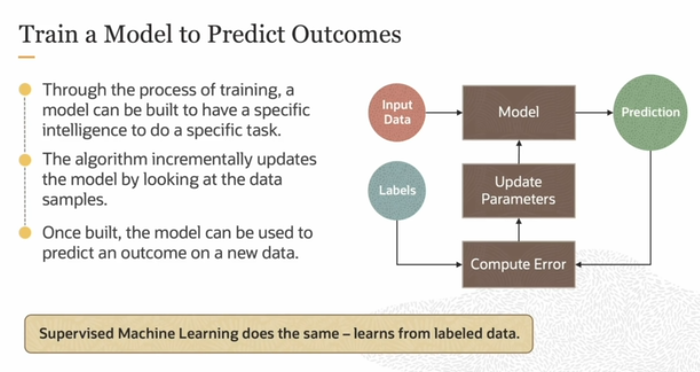 Train a Model to Predict Outcomes
Through the process of training, a
model can be built to have a specific
intelligence to do a specific task.
The algorithm incrementally updates
the model by looking at the data
samples.
Once built, the model can be used to
predict an outcome on a new data.
Input
Data
Model
Prediction
Labels
Update
Parameters
Compute Error
Supervised Machine Learning does the same – learns from labeled data.